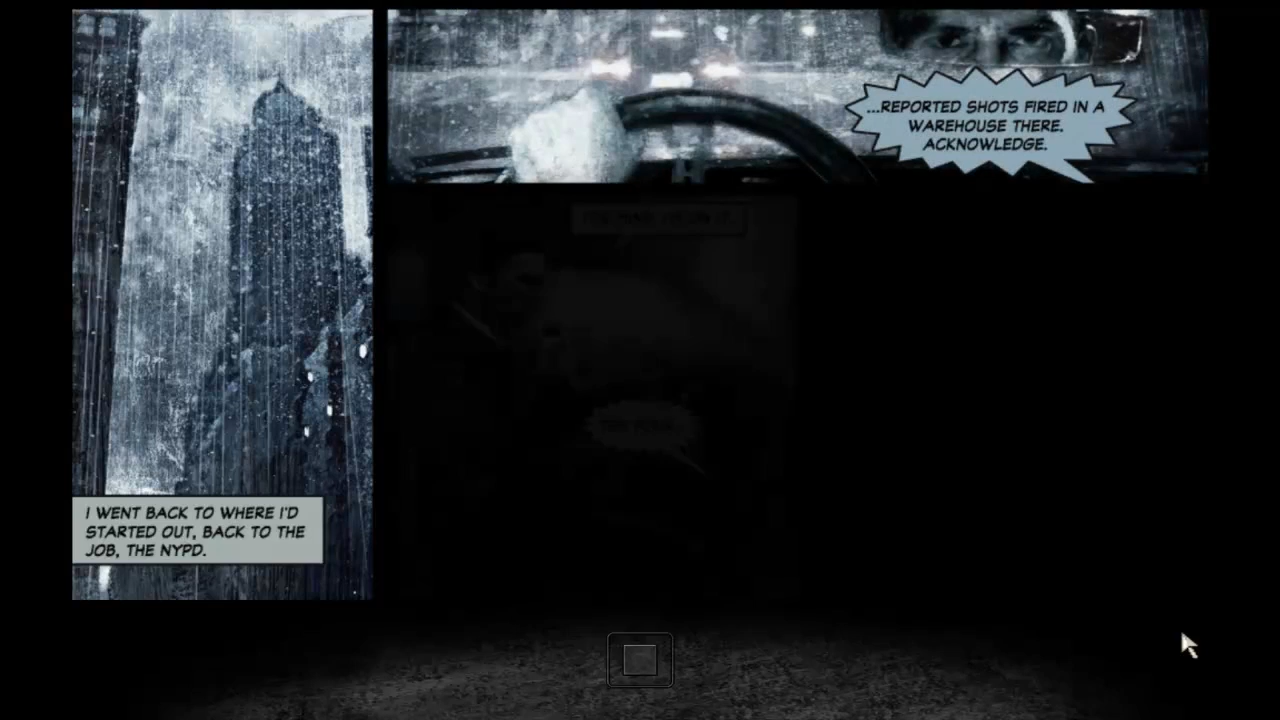 I WENT BACK TO WHERE I'D
STARTED OUT, BACK TO THE
JOB, THE NYPD.
...REPORTED SHOTS FIRED IN A
WAREHOUSE THERE.
ACKNOWLEDGE.